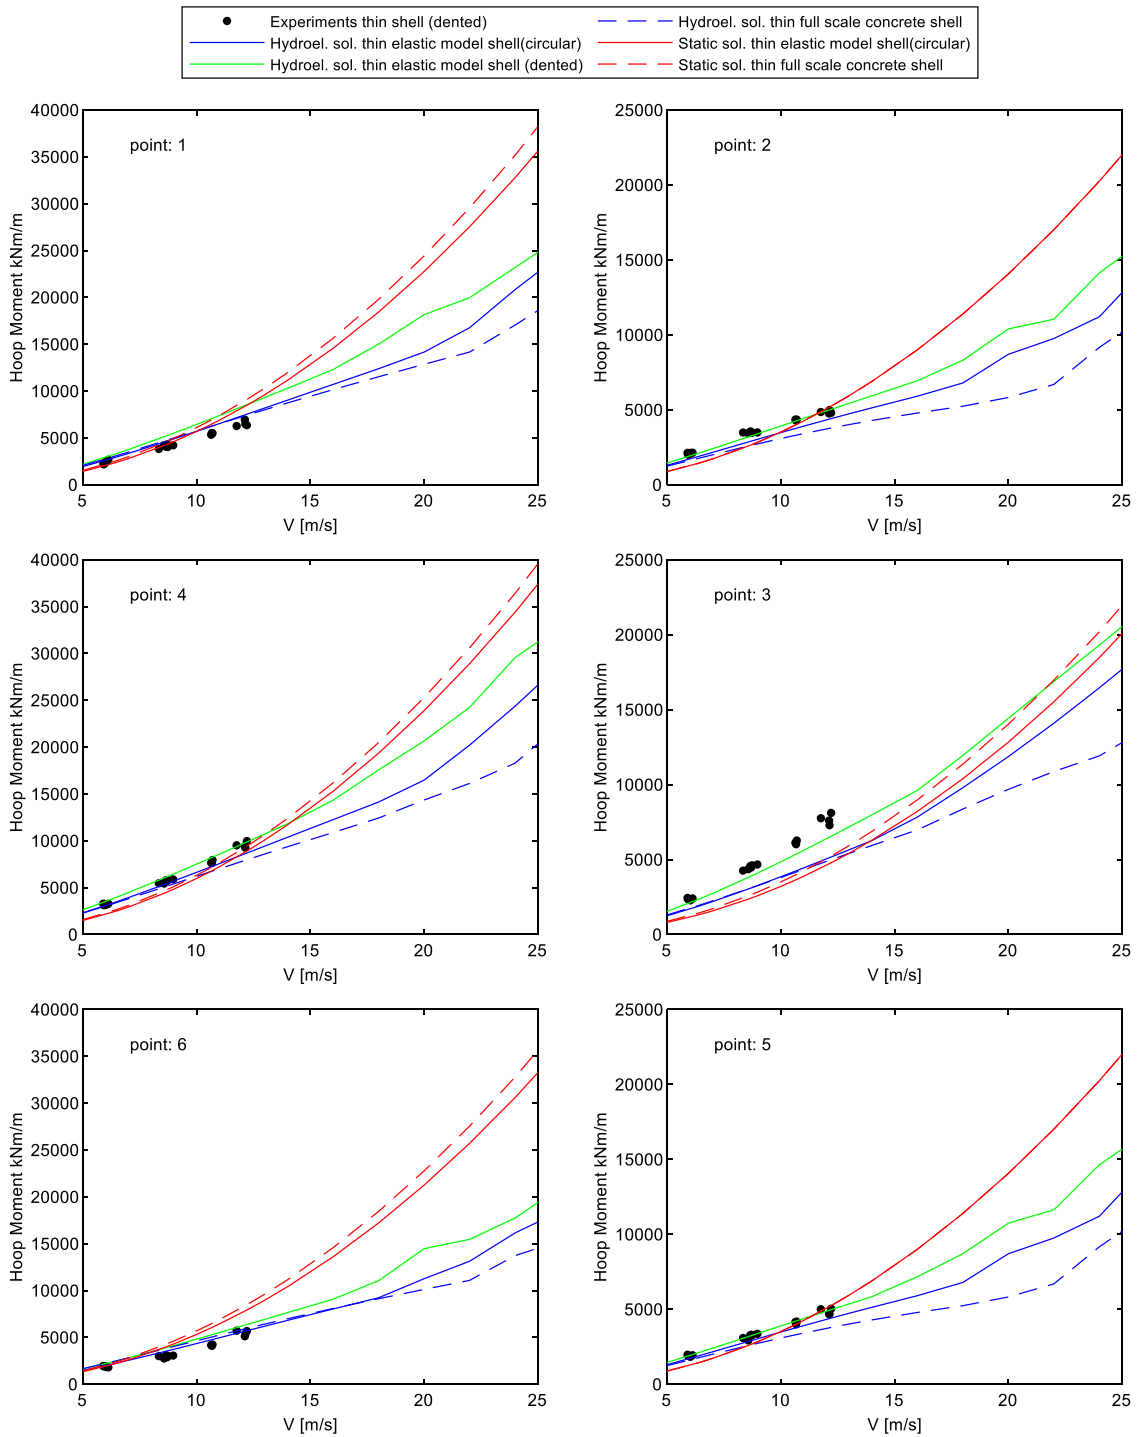 Experiments thin shell (dented)
Hydroel. sol. thin elastic model shell(circular)
Hydroel. sol. thin elastic model shell (dented)
Hydroel. sol. thin full scale concrete shell
Static sol. thin elastic model shell(circular)
Static sol. thin full scale concrete shell
point: 1
Hoop Moment kNm/m
40000
35000
30000
25000
20000
15000
10000
5000
0
5 10 15 20 25
V [m/s]
point: 2
Hoop Moment kNm/m
25000
20000
15000
10000
5000
0
5 10 15 20 25
V [m/s]
point: 4
Hoop Moment kNm/m
40000
35000
30000
25000
20000
15000
10000
5000
0
5 10 15 20 25
V [m/s]
point: 3
Hoop Moment kNm/m
25000
20000
15000
10000
5000
0
5 10 15 20 25
V [m/s]
point: 6
Hoop Moment kNm/m
40000
35000
30000
25000
20000
15000
10000
5000
0
5 10 15 20 25
V [m/s]
point: 5
Hoop Moment kNm/m
25000
20000
15000
10000
5000
0
5 10 15 20 25
V [m/s]